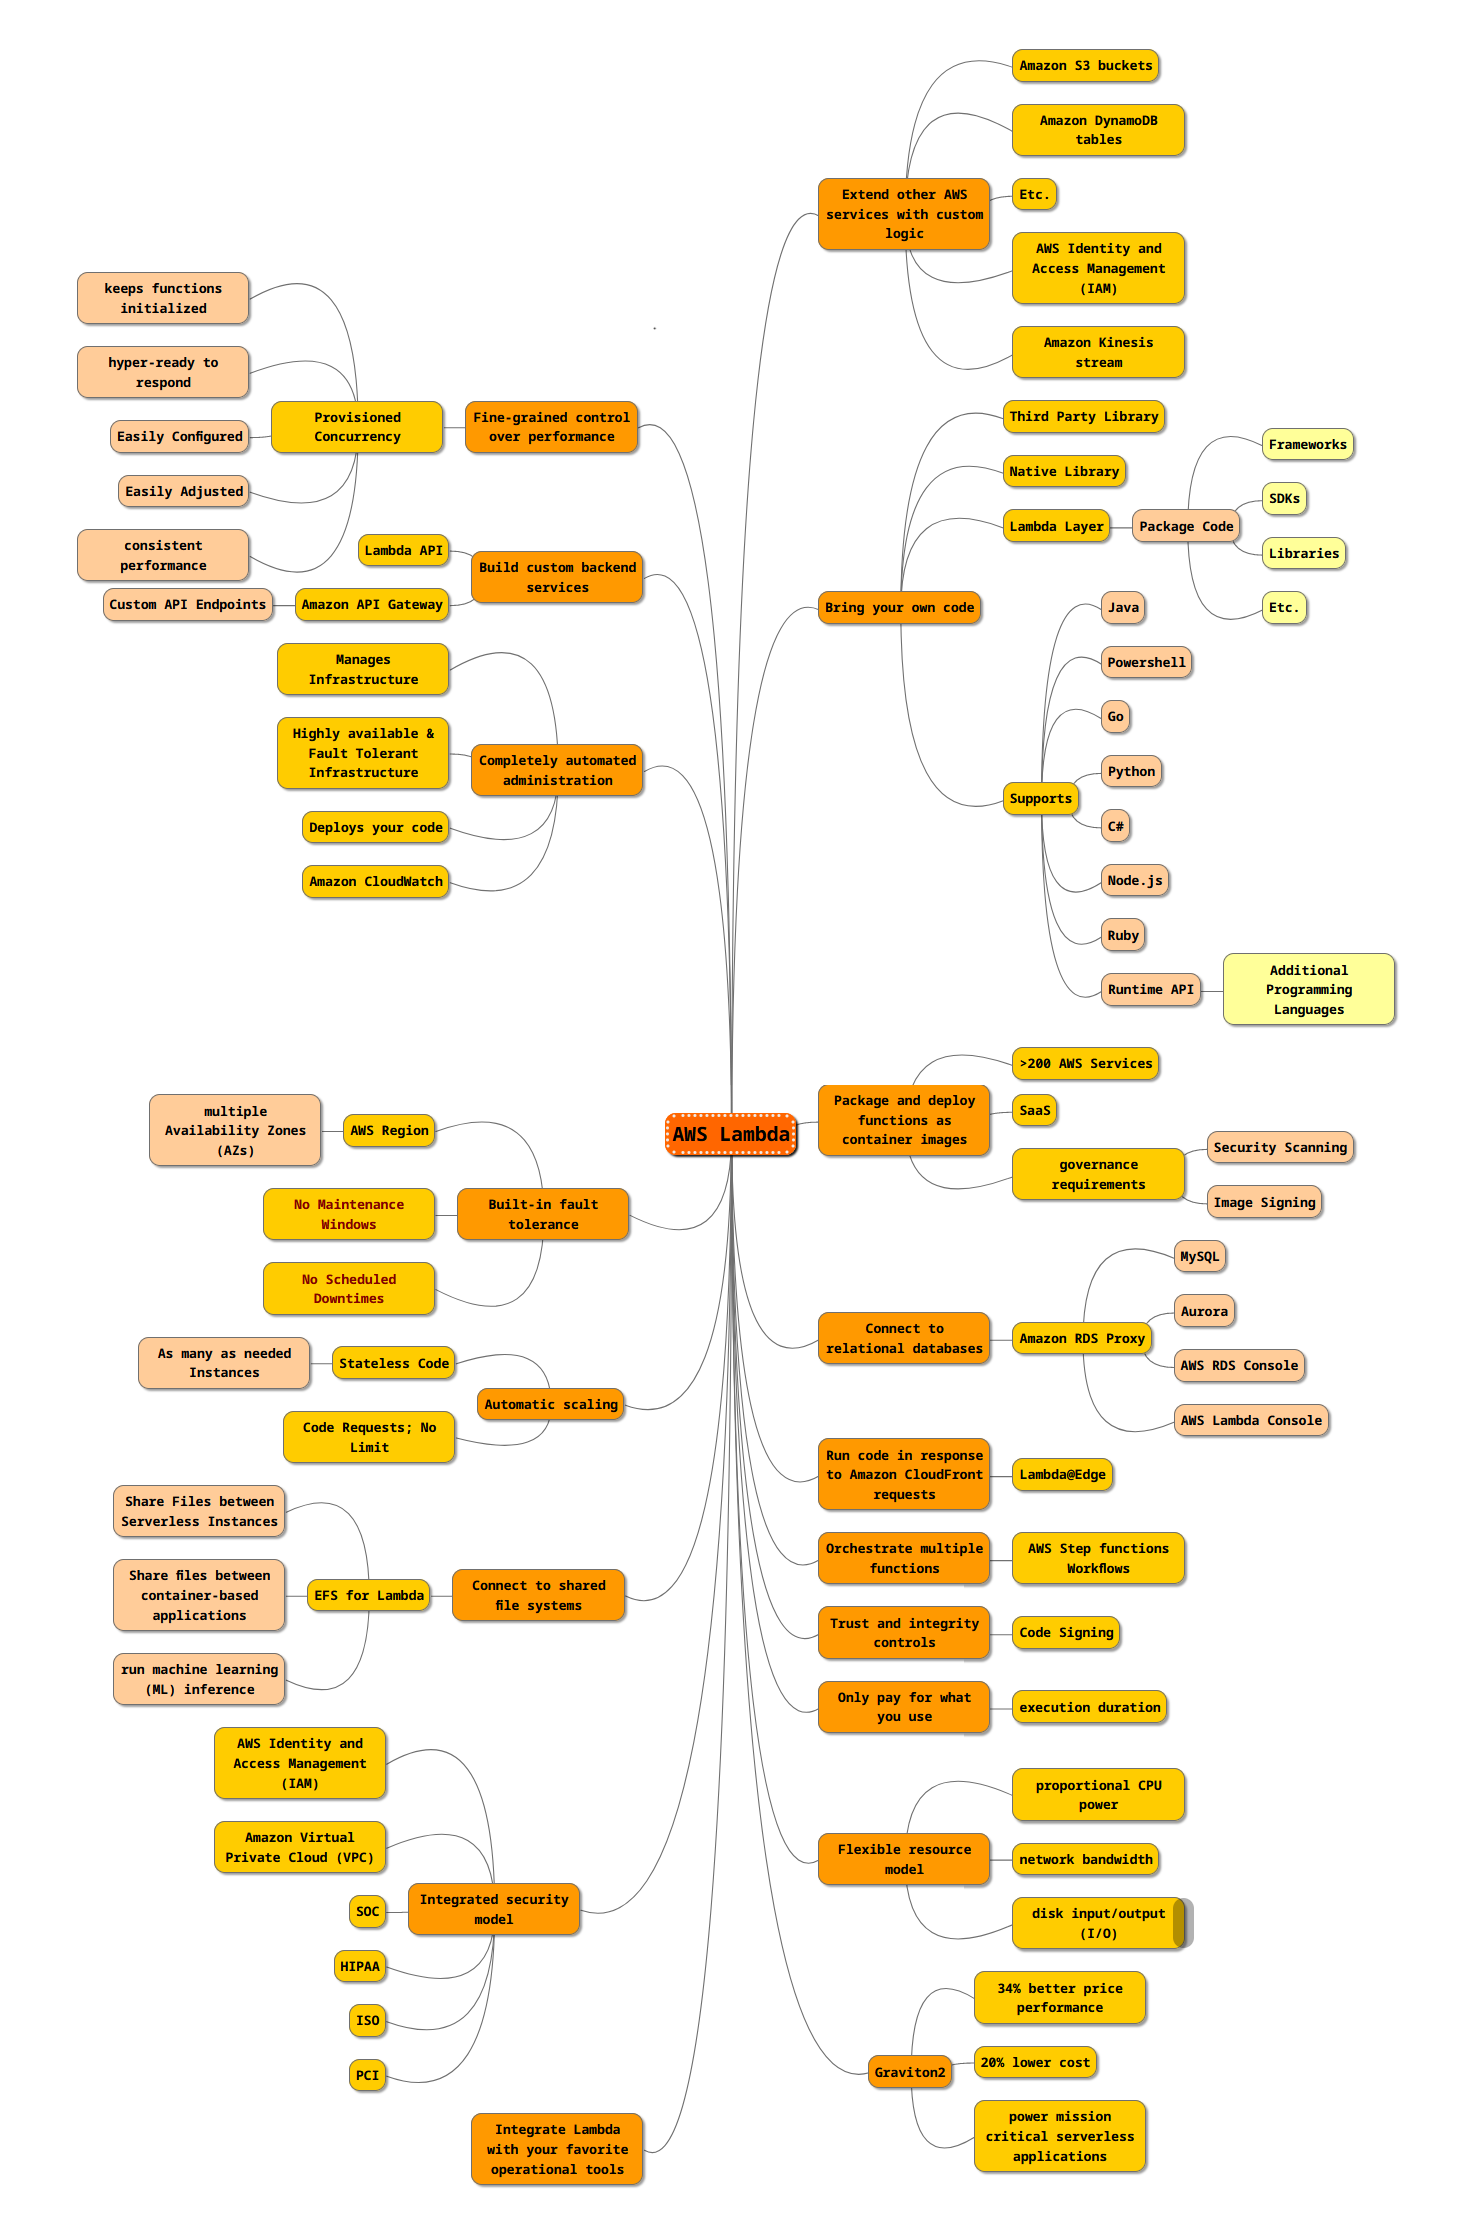 AWS Lambda
Extend other AWS
services with custom
logic
Amazon S3 buckets
Amazon DynamoDB
tables
Etc.
AWS Identity and
Access Management
(IAM)
Amazon Kinesis
stream
Bring your own code
Third Party Library
Native Library
Lambda Layer
Package Code
Frameworks
SDKs
Libraries
Etc.
Supports
Java
Powershell
Go
Python
C#
Node.js
Ruby
Runtime API
Additional
Programming
Languages
Package and deploy
functions as
container images
>200 AWS Services
SaaS
governance
requirements
Security Scanning
Image Signing
Connect to
relational databases
Amazon RDS Proxy
MySQL
Aurora
AWS RDS Console
AWS Lambda Console
Run code in response
to Amazon CloudFront
requests
Lambda@Edge
Orchestrate multiple
functions
AWS Step functions
Workflows
Trust and integrity
controls
Code Signing
Only pay for what
you use
execution duration
Flexible resource
model
proportional CPU
power
network bandwidth
disk input/output
(I/O)
Graviton2
34% better price
performance
20% lower cost
power mission
critical serverless
applications
Fine-grained control
over performance
Provisioned
Concurrency
keeps functions
initialized
hyper-ready to
respond
Easily Configured
Easily Adjusted
consistent
performance
Build custom backend
services
Lambda API
Amazon API Gateway
Custom API Endpoints
Completely automated
administration
Manages
Infrastructure
Highly available &
Fault Tolerant
Infrastructure
Deploys your code
Amazon CloudWatch
Built-in fault
tolerance
AWS Region
multiple
Availability Zones
(AZs)
No Maintenance
Windows
No Scheduled
Downtimes
Automatic scaling
Stateless Code
As many as needed
Instances
Code Requests; No
Limit
Connect to shared
file systems
EFS for Lambda
Share Files between
Serverless Instances
Share files between
container-based
applications
run machine learning
(ML) inference
Integrated security
model
AWS Identity and
Access Management
(IAM)
Amazon Virtual
Private Cloud (VPC)
SOC
HIPAA
ISO
PCI
Integrate Lambda
with your favorite
operational tools